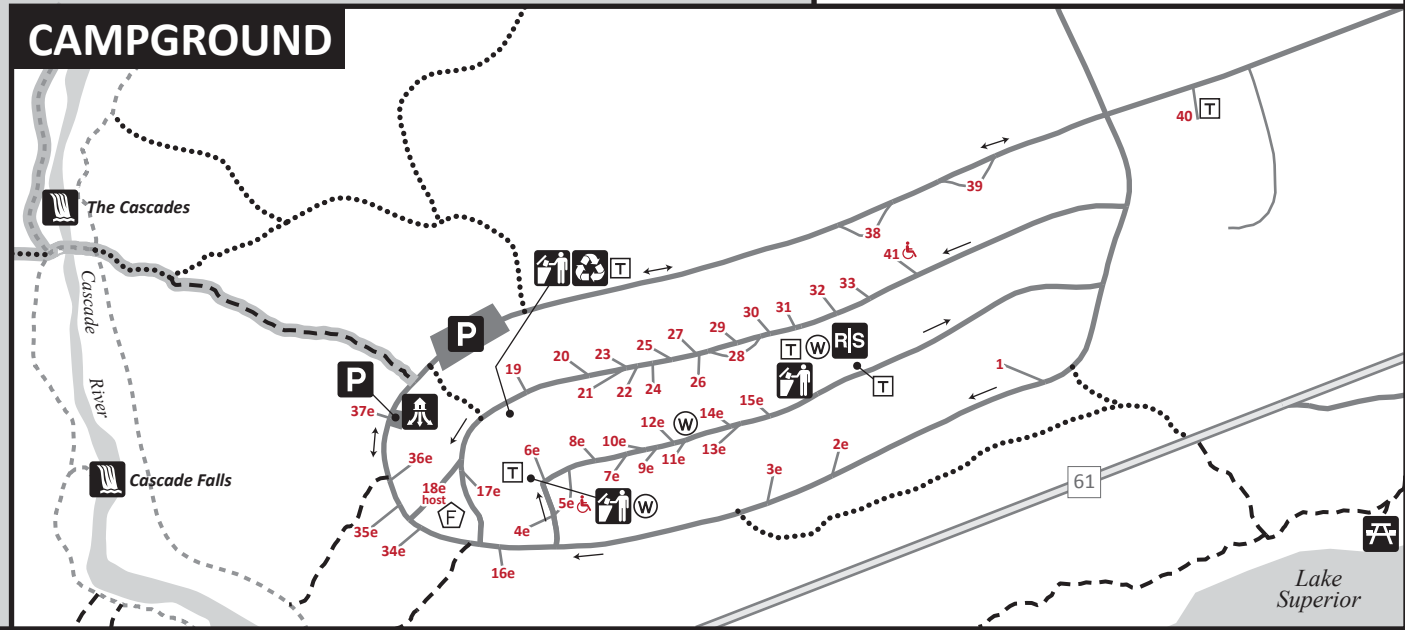 CAMPGROUND
40 T
39
The Cascades
38
41
T
33
32
31
30
29
27
28
25
26
23
24
22
20
21
19
T W R|S
T
P
P
1
Cascade
River
37e
15e
14e
13e
12e W
11e
10e
9e
8e
7e
6e
2e
3e
36e
T
Cascade Falls
61
18e
host
17e
F
5e
W
4e
35e
34e
16e
Lake
Superior